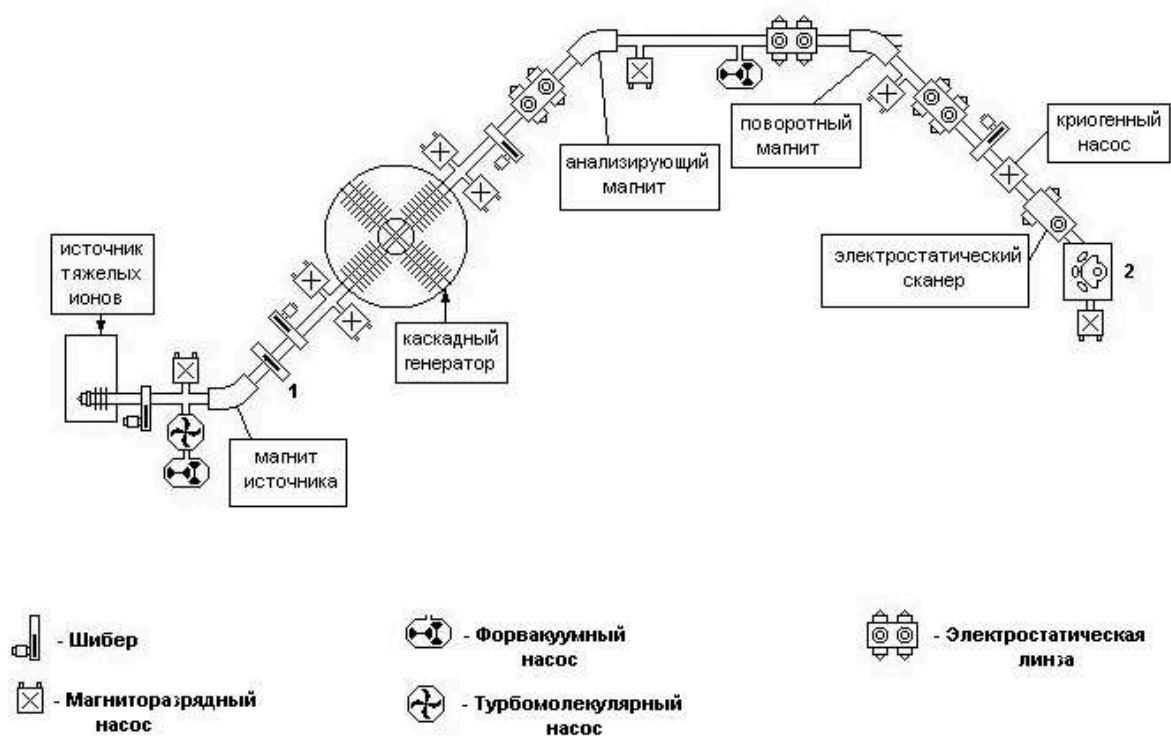 поворотный
магнит
криогенный
насос
анализирующий
магнит
источник
тяжелых
ионов
электростатический
сканер
2
каскадный
генератор
1
магнит
источника
- Шибер
- Форвакуумный
насос
- Электростатическая
линза
- Магниторазрядный
насос
- Турбомолекулярный
насос